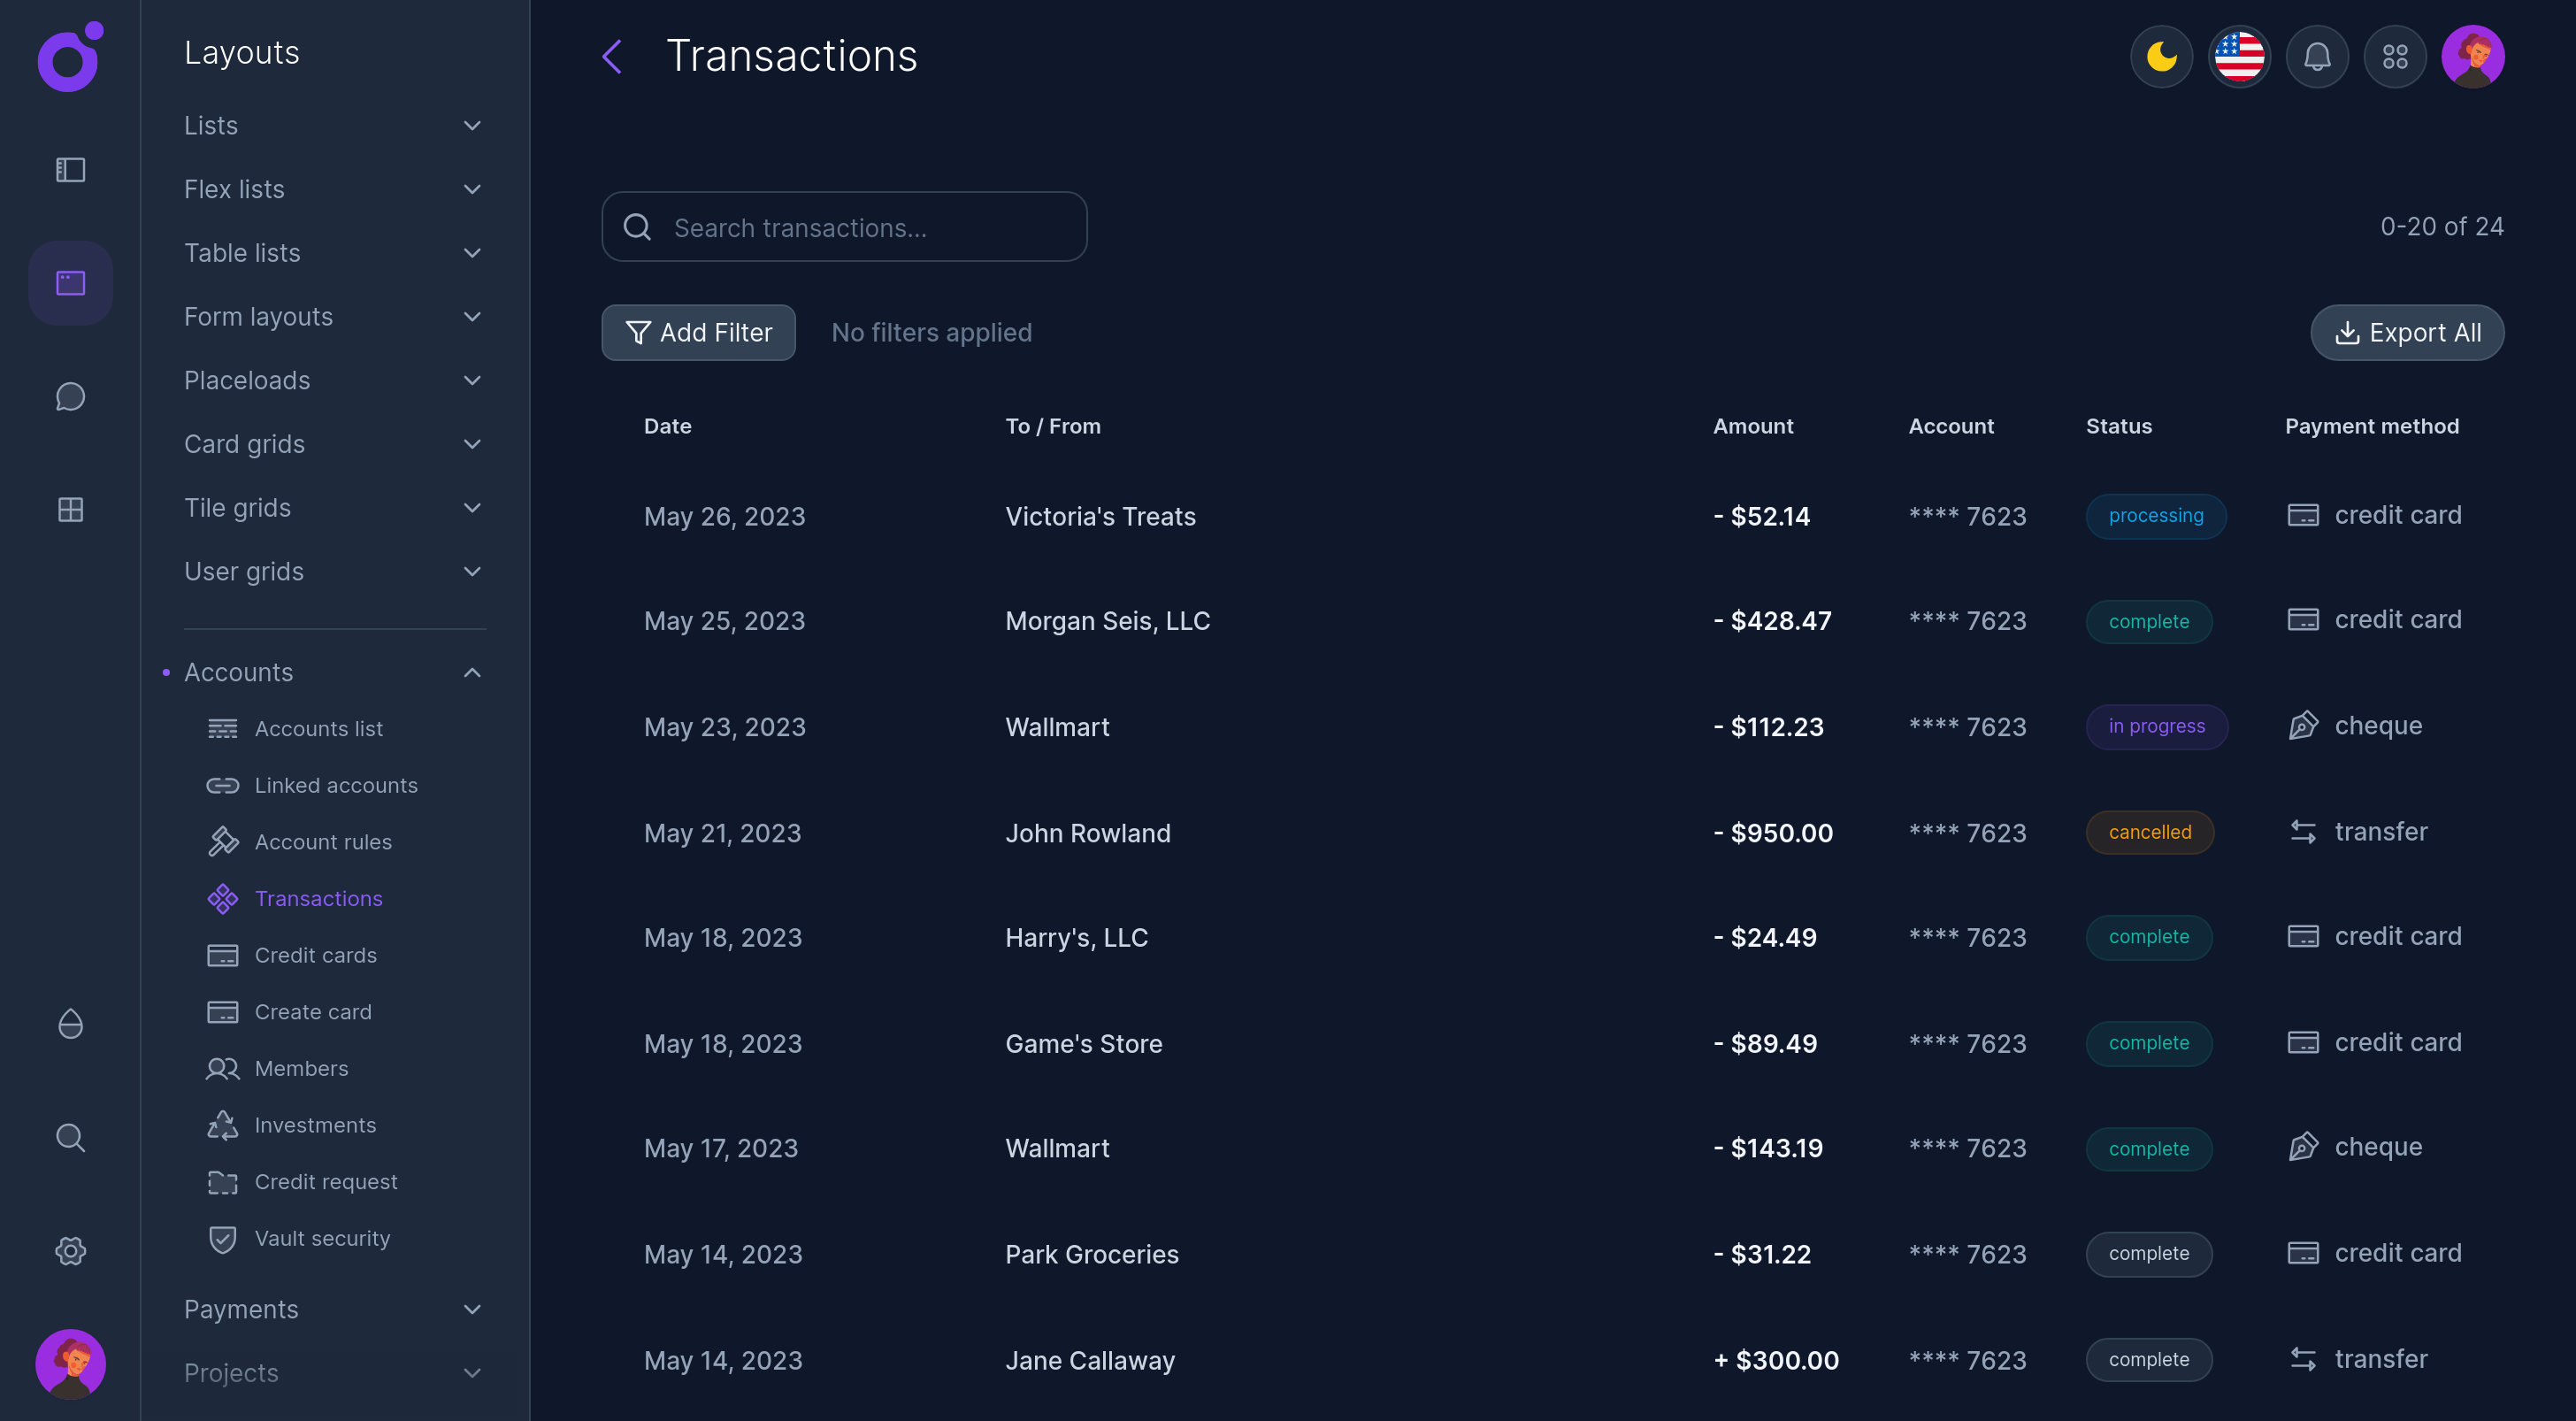 Layouts
Lists
Flex lists
Table lists
Form layouts
Placeloads
Card grids
Tile grids
User grids
Accounts
Accounts list
Linked accounts
Account rules
Transactions
Credit cards
Create card
Members
Investments
Credit request
Vault security
Payments
Projects
Transactions
Search transactions...
0-20 of 24
Add Filter No filters applied Export All
Date To / From Amount Account Status Payment method
May 26, 2023 Victoria's Treats - $52.14 **** 7623 processing credit card
May 25, 2023 Morgan Seis, LLC - $428.47 **** 7623 complete credit card
May 23, 2023 Wallmart - $112.23 **** 7623 in progress cheque
May 21, 2023 John Rowland - $950.00 **** 7623 cancelled transfer
May 18, 2023 Harry's, LLC - $24.49 **** 7623 complete credit card
May 18, 2023 Game's Store - $89.49 **** 7623 complete credit card
May 17, 2023 Wallmart - $143.19 **** 7623 complete cheque
May 14, 2023 Park Groceries - $31.22 **** 7623 complete credit card
May 14, 2023 Jane Callaway + $300.00 **** 7623 complete transfer